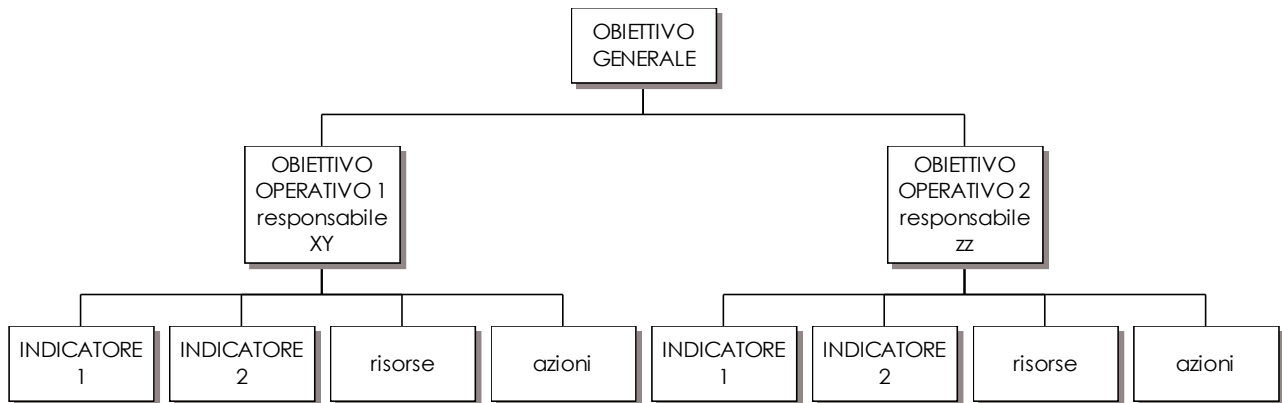 OBIETTIVO
GENERALE
OBIETTIVO
OPERATIVO 1
responsabile
XY
OBIETTIVO
OPERATIVO 2
responsabile
zz
INDICATORE
1
INDICATORE
2
risorse
azioni
INDICATORE
1
INDICATORE
2
risorse
azioni